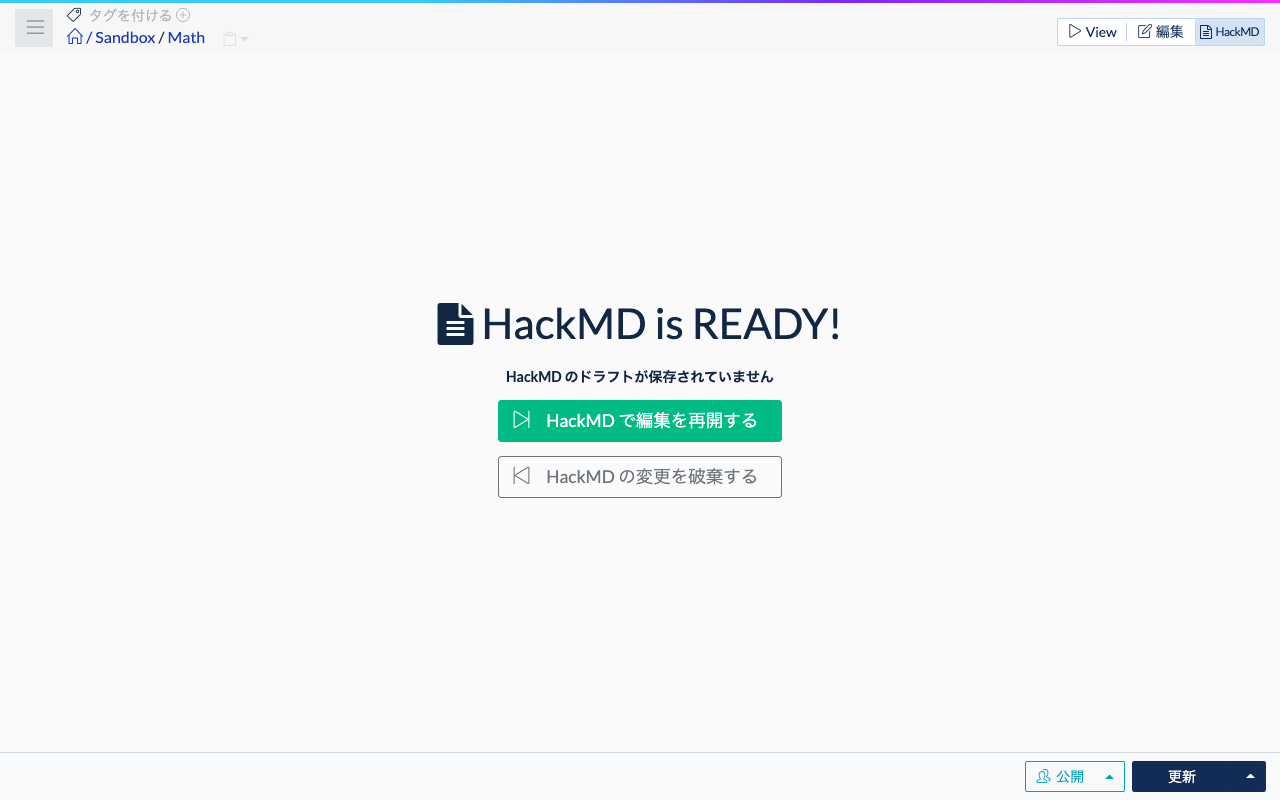 タグを付ける
/ Sandbox / Math
View 編集 HackMD
HackMD is READY!
HackMD のドラフトが保存されていません
HackMD で編集を再開する
HackMD の変更を破棄する
公開 更新